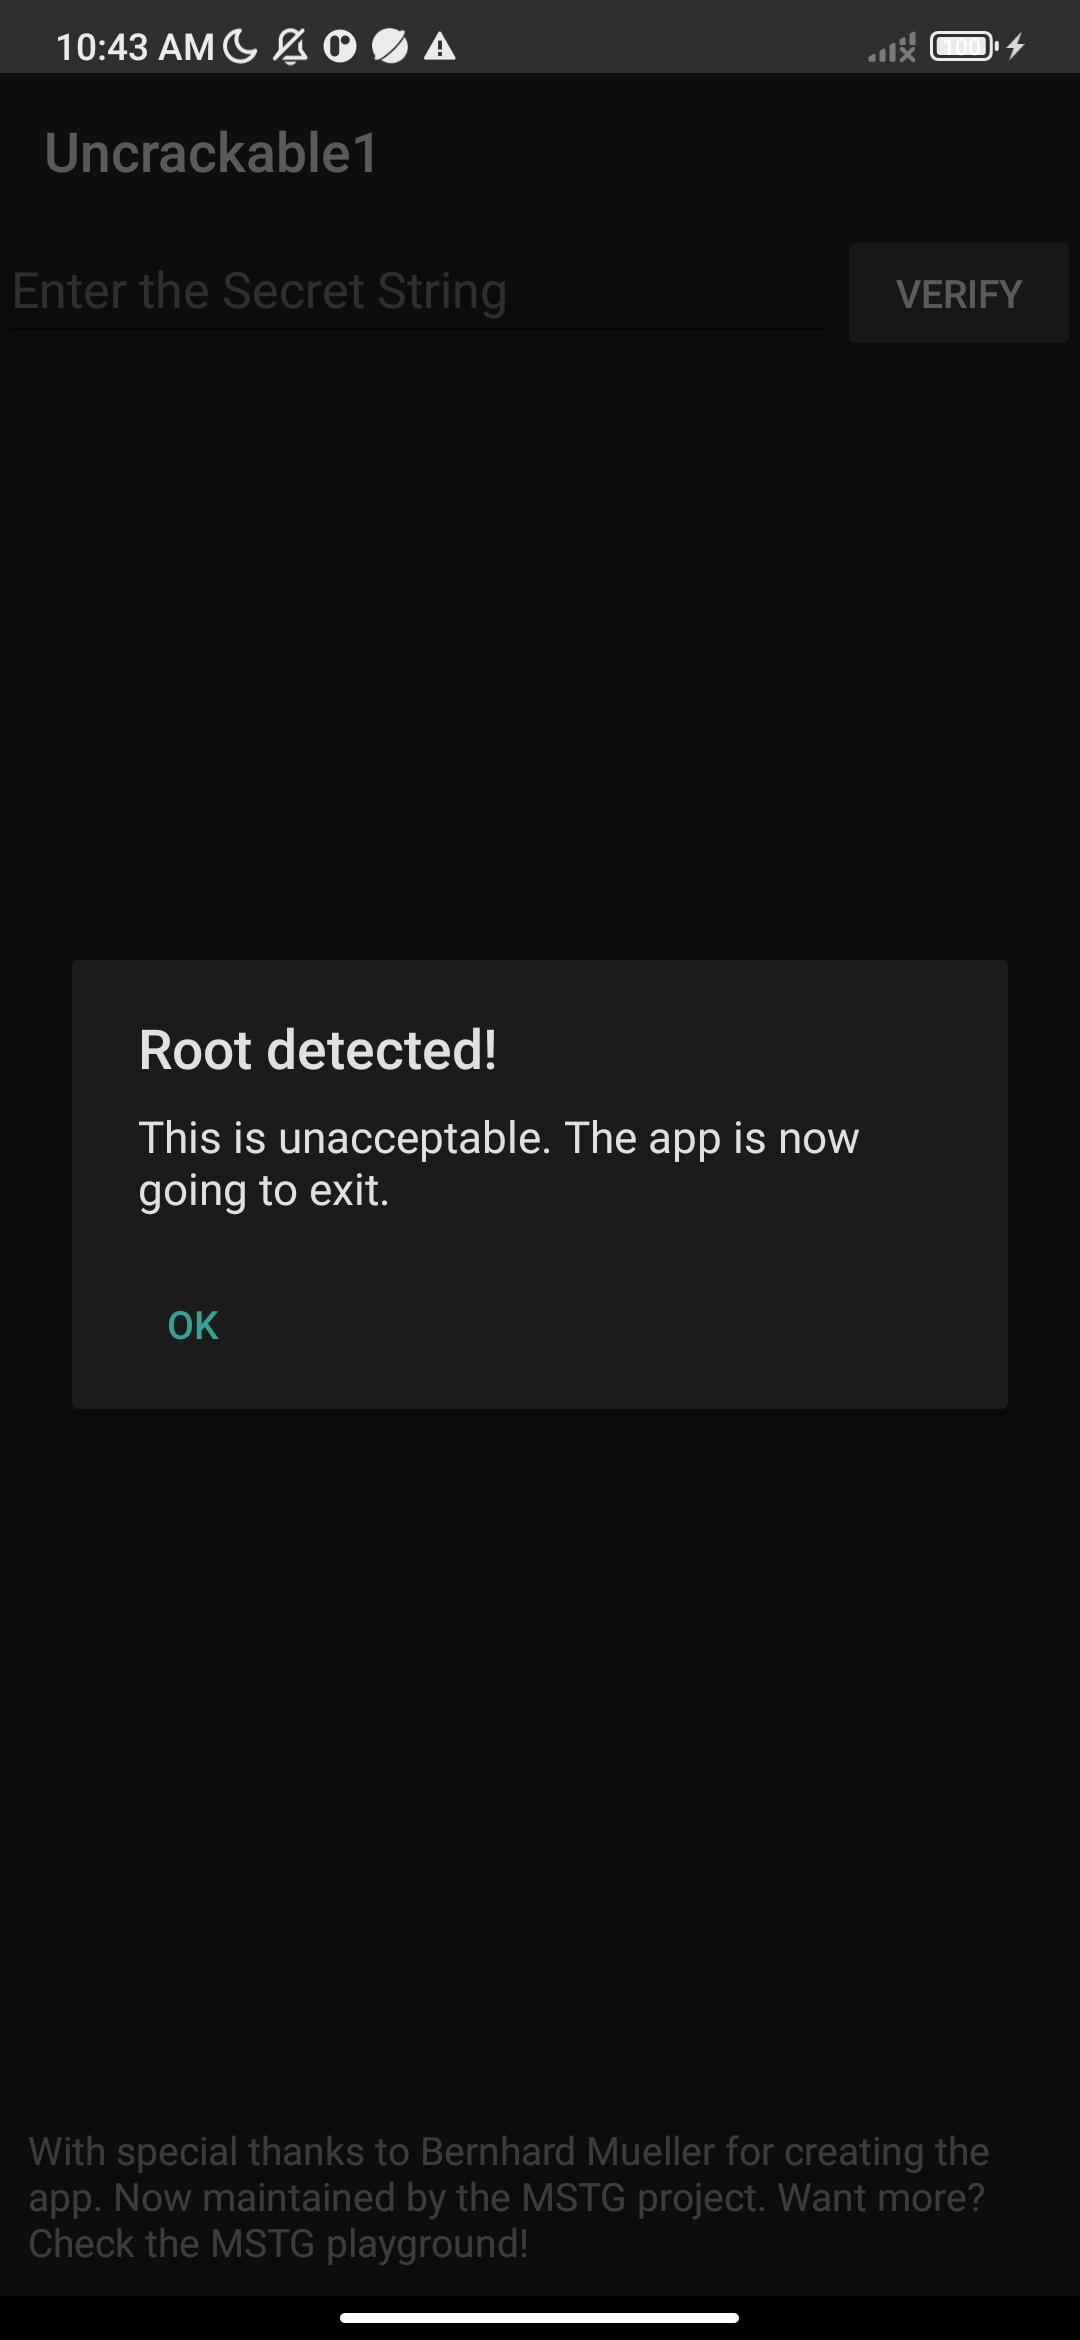 10:43 AM
100
Uncrackable1
Enter the Secret String
VERIFY
Root detected!
This is unacceptable. The app is now
going to exit.
OK
With special thanks to Bernhard Mueller for creating the
app. Now maintained by the MSTG project. Want more?
Check the MSTG playground!